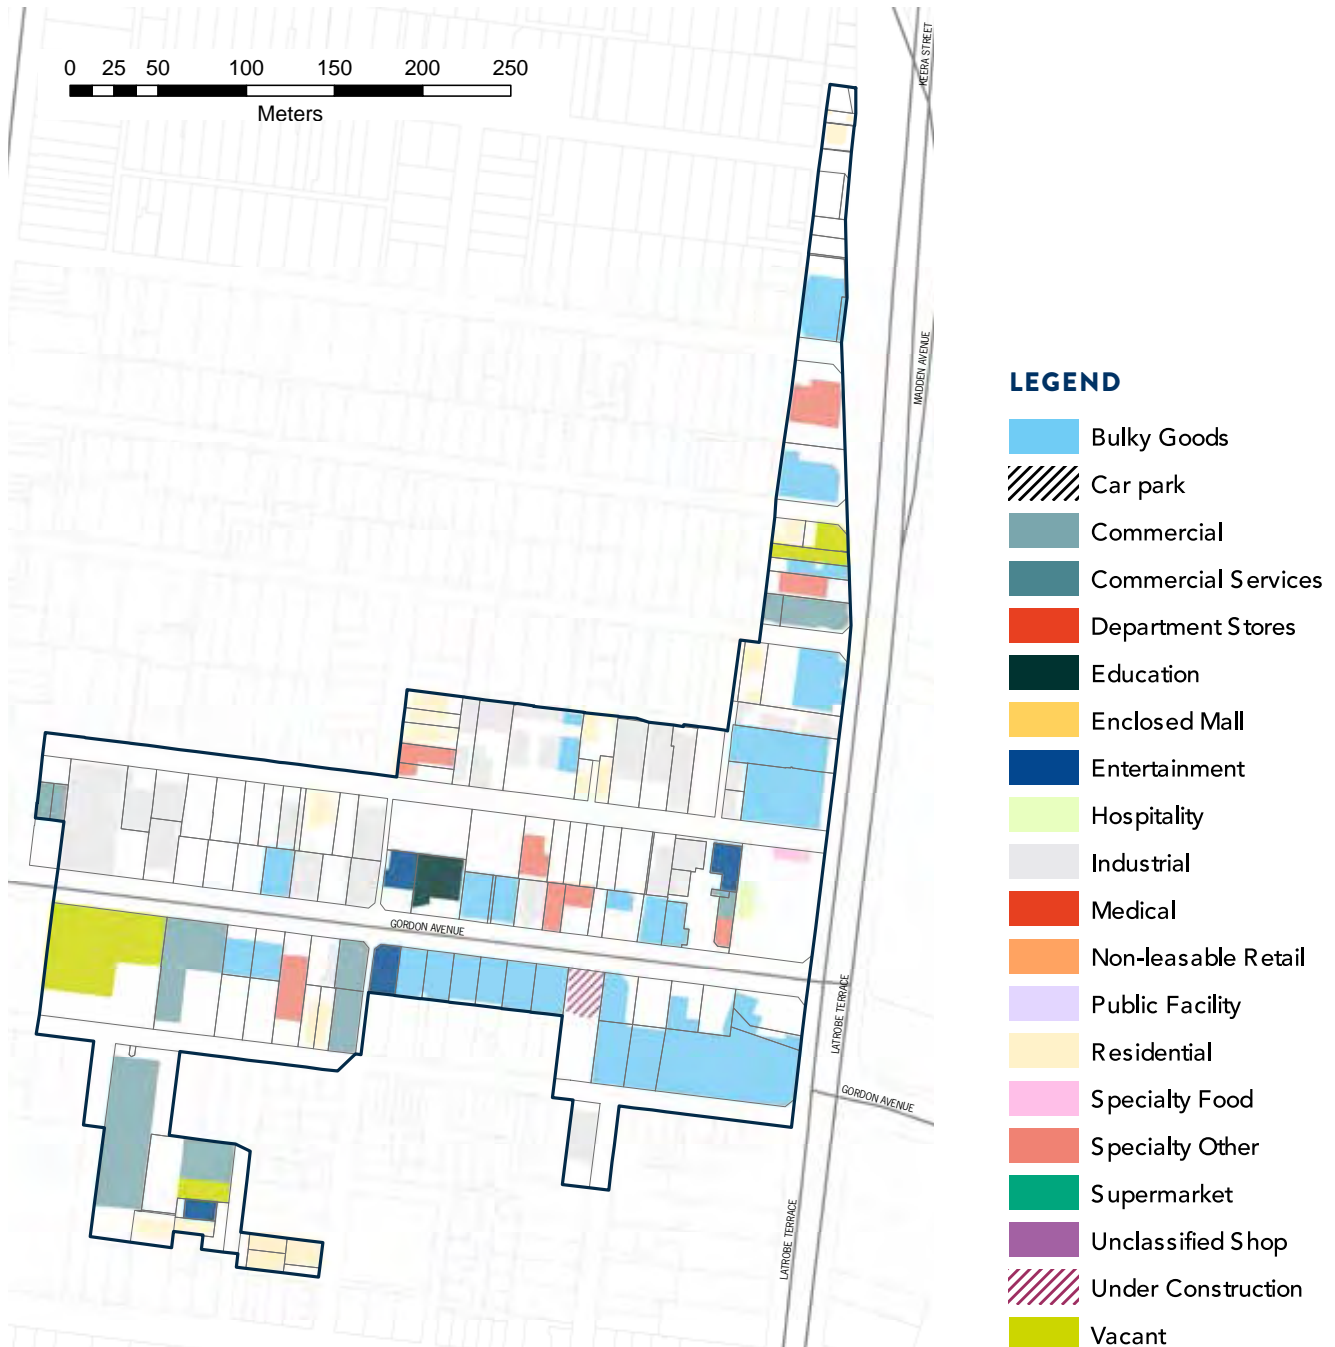 0 25 50 100 150 200 250
Meters
KEERA STREET
MADDEN AVENUE
GORDON AVENUE
LATROBE TERRACE
GORDON AVENUE
LATROBE TERRACE
LEGEND
Bulky Goods
Car park
Commercial
Commercial Services
Department Stores
Education
Enclosed Mall
Entertainment
Hospitality
Industrial
Medical
Non-leasable Retail
Public Facility
Residential
Specialty Food
Specialty Other
Supermarket
Unclassified Shop
Under Construction
Vacant